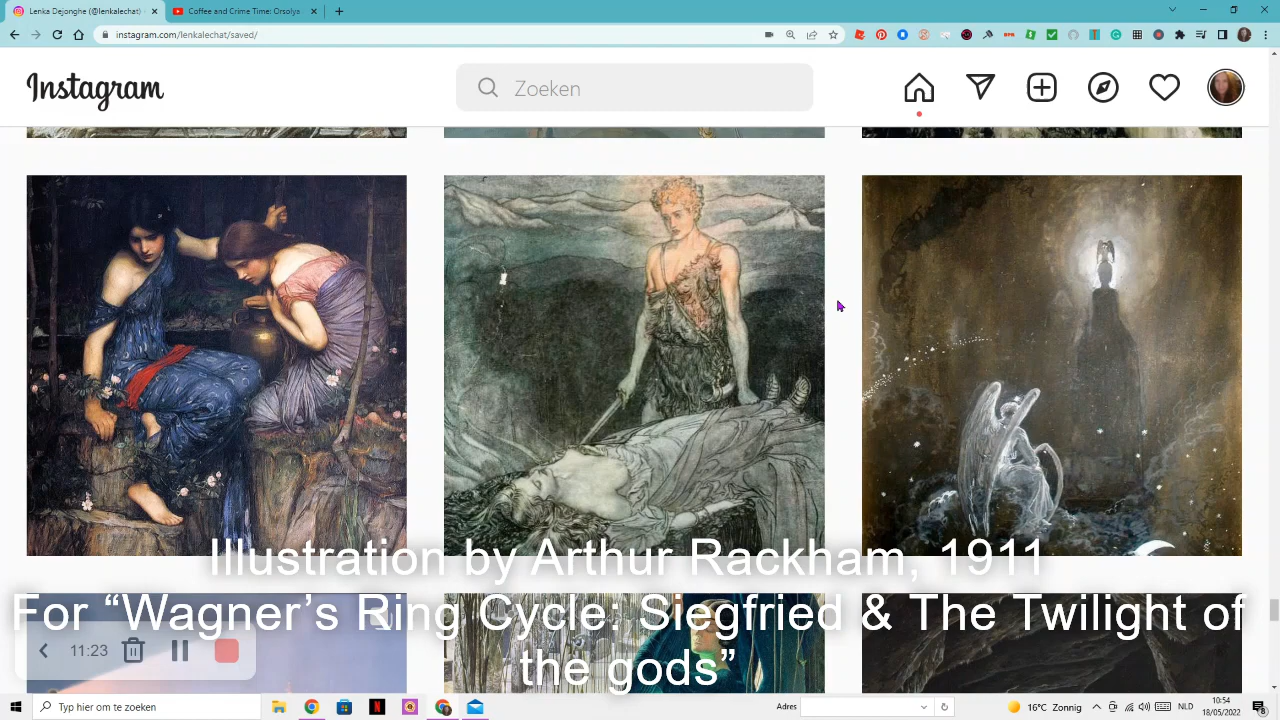 Lenka Dejonghe (@lenkalechat)
Coffee and Crime Time: Orsolya
instagram.com/lenkalechat/saved/
Instagram
Zoeken
Illustration by Arthur Rackham, 1911
For “Wagner’s Ring Cycle: Siegfried & The Twilight of
the gods”
11:23
Typ hier om te zoeken
Adres
16°C Zonnig
NLD
10:54
18/05/2022
8